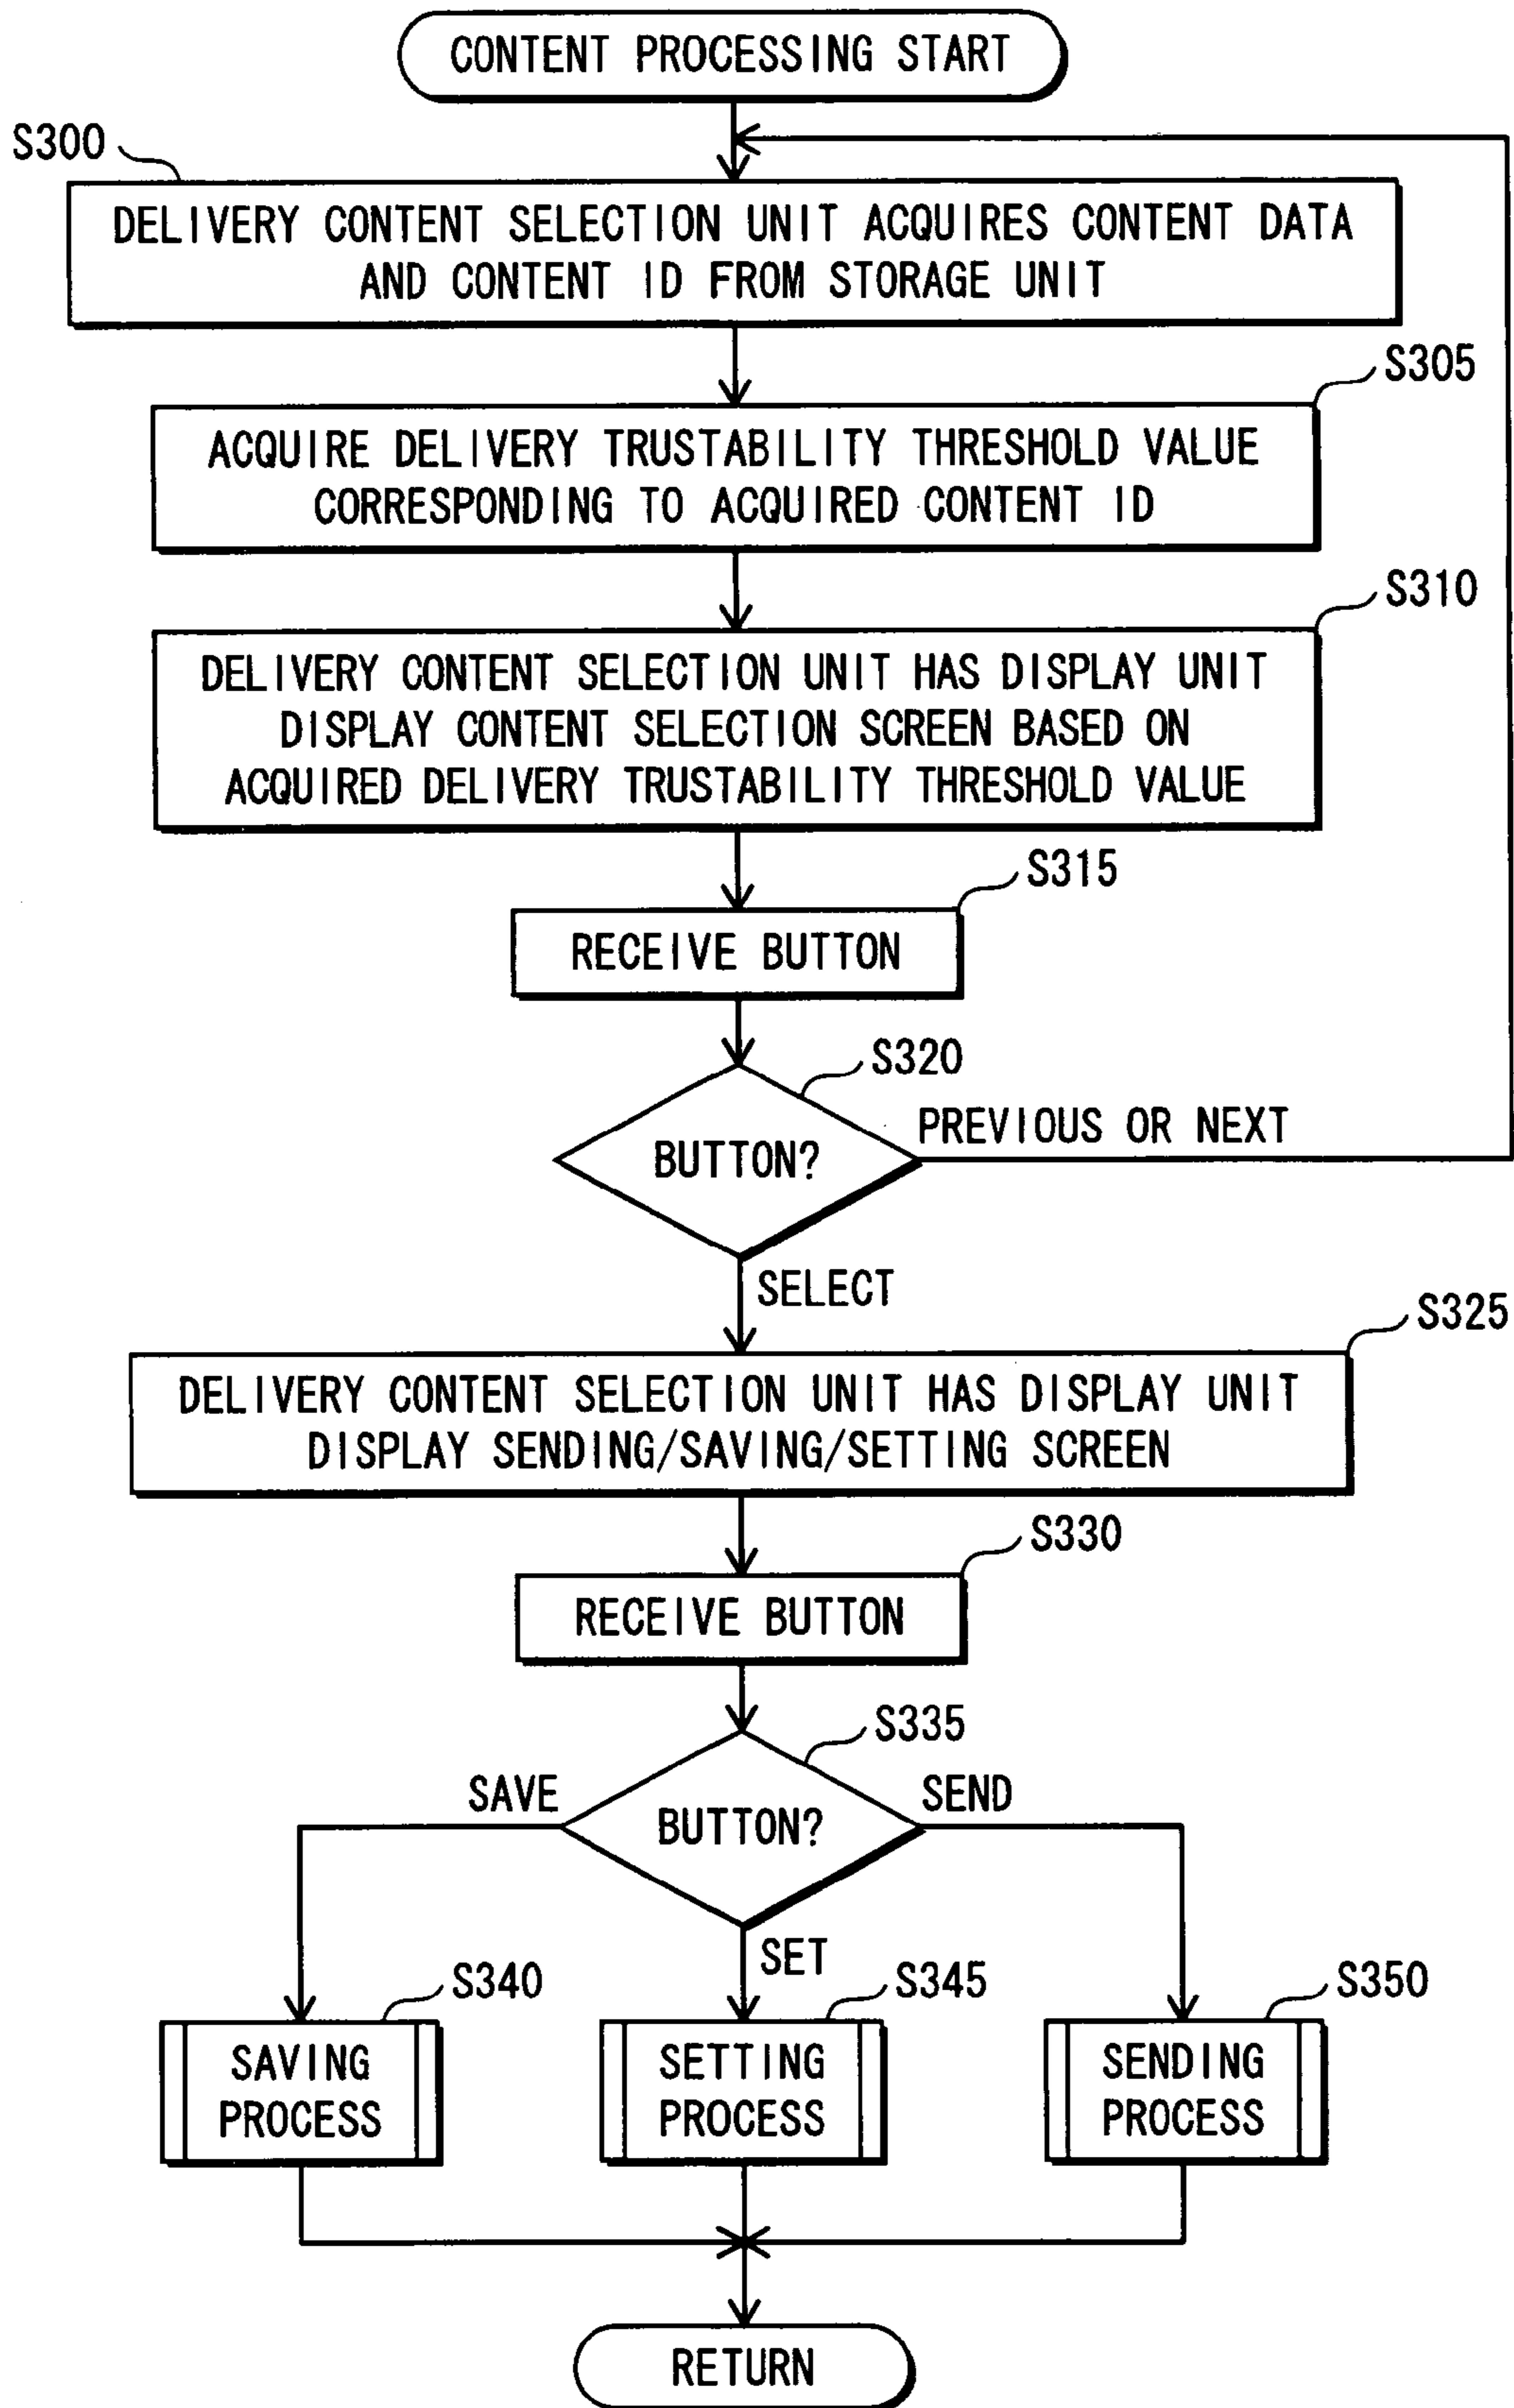 CONTENT PROCESSING START
S300
DELIVERY CONTENT SELECTION UNIT ACQUIRES CONTENT DATA
AND CONTENT ID FROM STORAGE UNIT
S305
ACQUIRE DELIVERY TRUSTABILITY THRESHOLD VALUE
CORRESPONDING TO ACQUIRED CONTENT ID
S310
DELIVERY CONTENT SELECTION UNIT HAS DISPLAY UNIT
DISPLAY CONTENT SELECTION SCREEN BASED ON
ACQUIRED DELIVERY TRUSTABILITY THRESHOLD VALUE
S315
RECEIVE BUTTON
S320
PREVIOUS OR NEXT
BUTTON?
SELECT
S325
DELIVERY CONTENT SELECTION UNIT HAS DISPLAY UNIT
DISPLAY SENDING/SAVING/SETTING SCREEN
S330
RECEIVE BUTTON
S335
SAVE
SEND
BUTTON?
SET
S340
S345
S350
SAVING
PROCESS
SETTING
PROCESS
SENDING
PROCESS
RETURN